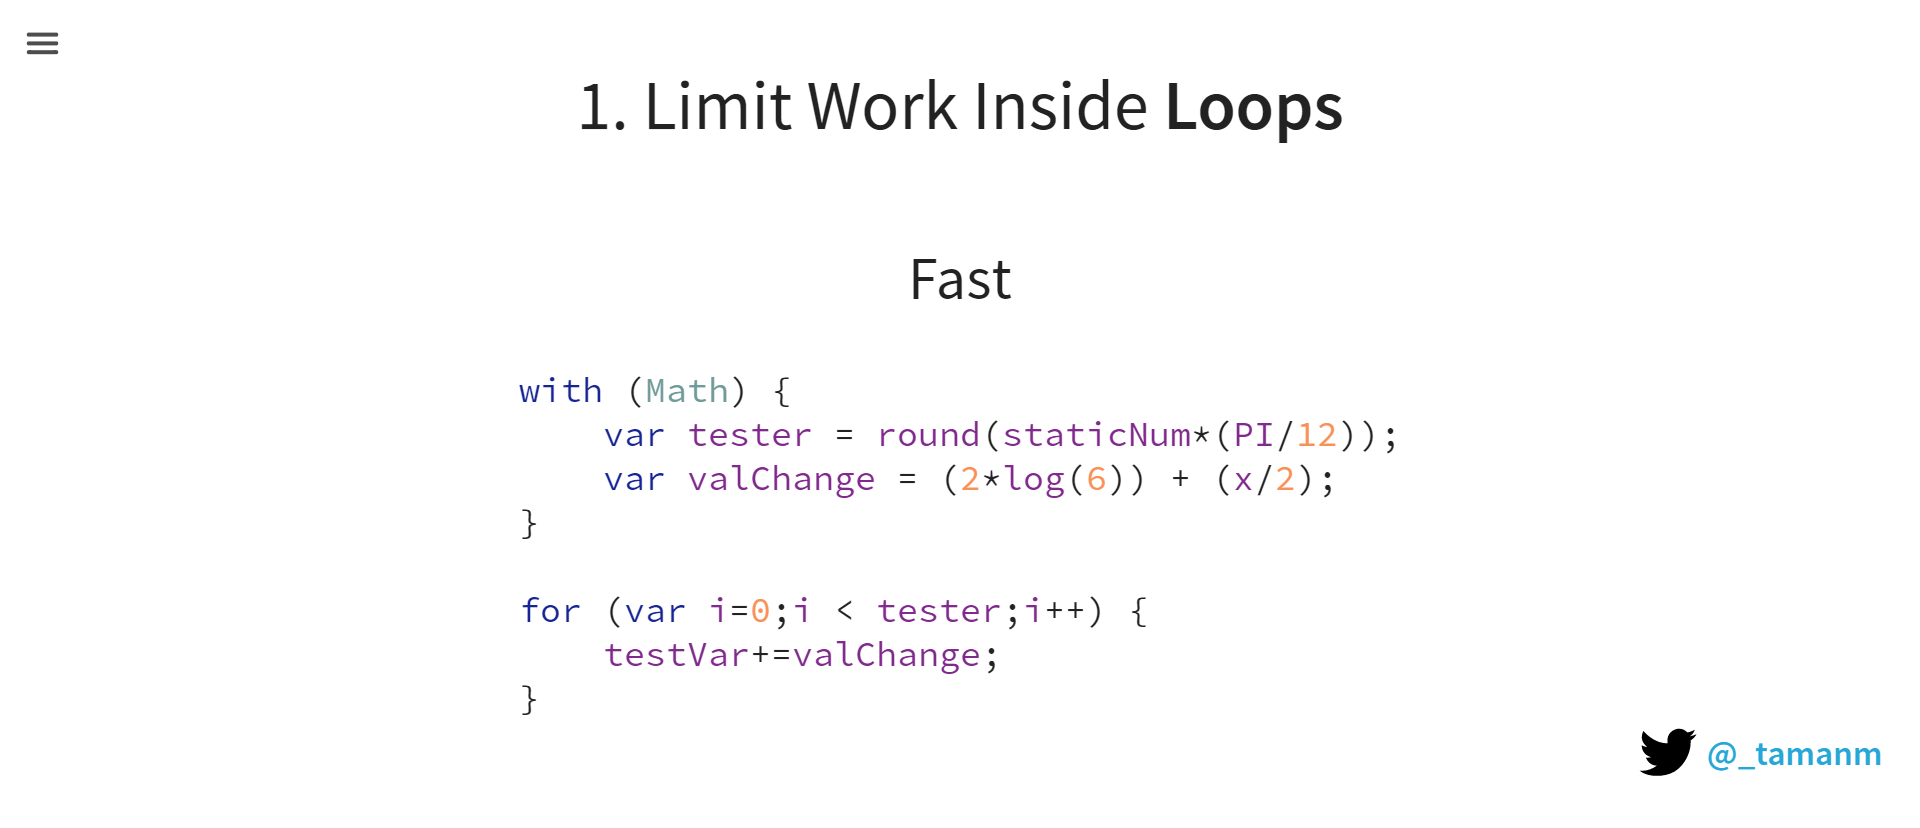 1. Limit Work Inside Loops
Fast
with (Math) {
    var tester = round(staticNum*(PI/12));
    var valChange = (2*log(6)) + (x/2);
}
for (var i=0;i < tester;i++) {
    testVar+=valChange;
}
@_tamanm